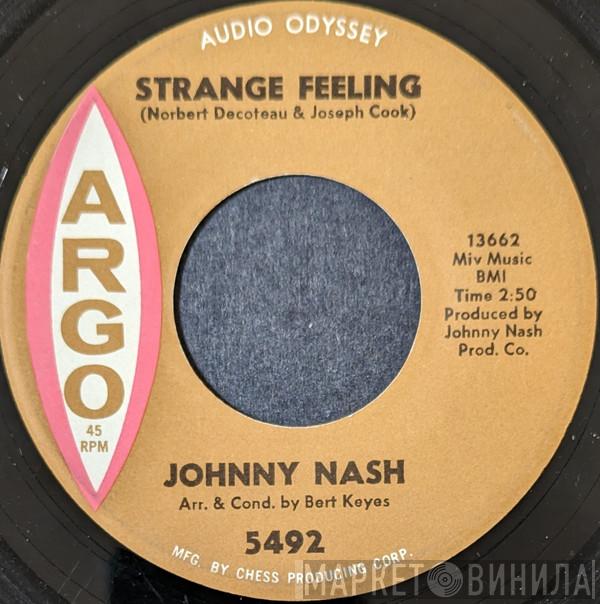 AUDIO ODYSSEY
STRANGE FEELING
(Norbert Decoteau & Joseph Cook)
ARGO
45
RPM
13662
Miv Music
BMI
Time 2:50
Produced by
Johnny Nash
Prod. Co.
JOHNNY NASH
Arr. & Cond. by Bert Keyes
5492
MFG. BY CHESS PRODUCING CORP.
МАРКЕТ ВИНИЛА